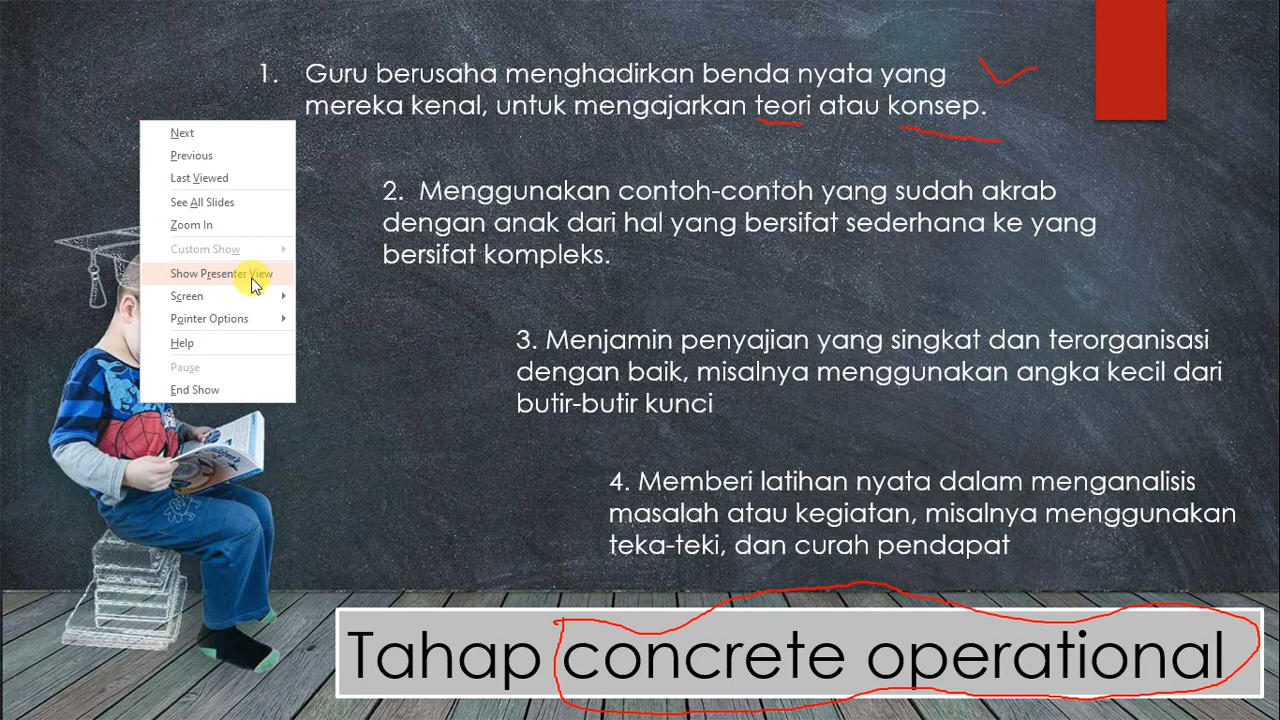 1. Guru berusaha menghadirkan benda nyata yang
mereka kenal, untuk mengajarkan teori atau konsep.
Next
Previous
Last Viewed
See All Slides
Zoom In
Custom Show
Show Presenter View
Screen
Pointer Options
Help
Pause
End Show
2. Menggunakan contoh-contoh yang sudah akrab
dengan anak dari hal yang bersifat sederhana ke yang
bersifat kompleks.
3. Menjamin penyajian yang singkat dan terorganisasi
dengan baik, misalnya menggunakan angka kecil dari
butir-butir kunci
4. Memberi latihan nyata dalam menganalisis
masalah atau kegiatan, misalnya menggunakan
teka-teki, dan curah pendapat
Tahap concrete operational